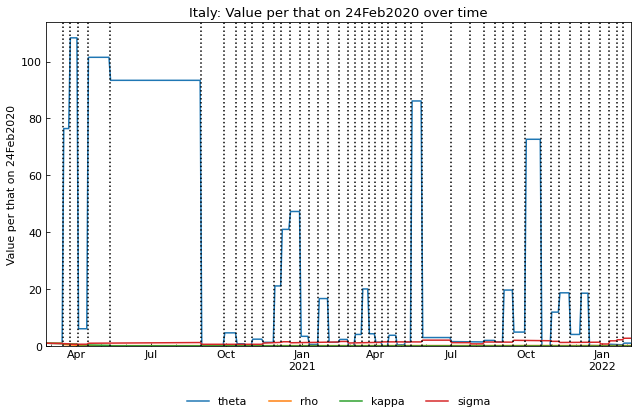 Italy: Value per that on 24Feb2020 over time
Value per that on 24Feb2020
100
80
60
40
20
0
Apr Jul Oct Jan Apr Jul Oct Jan
2021 2022
theta rho kappa sigma